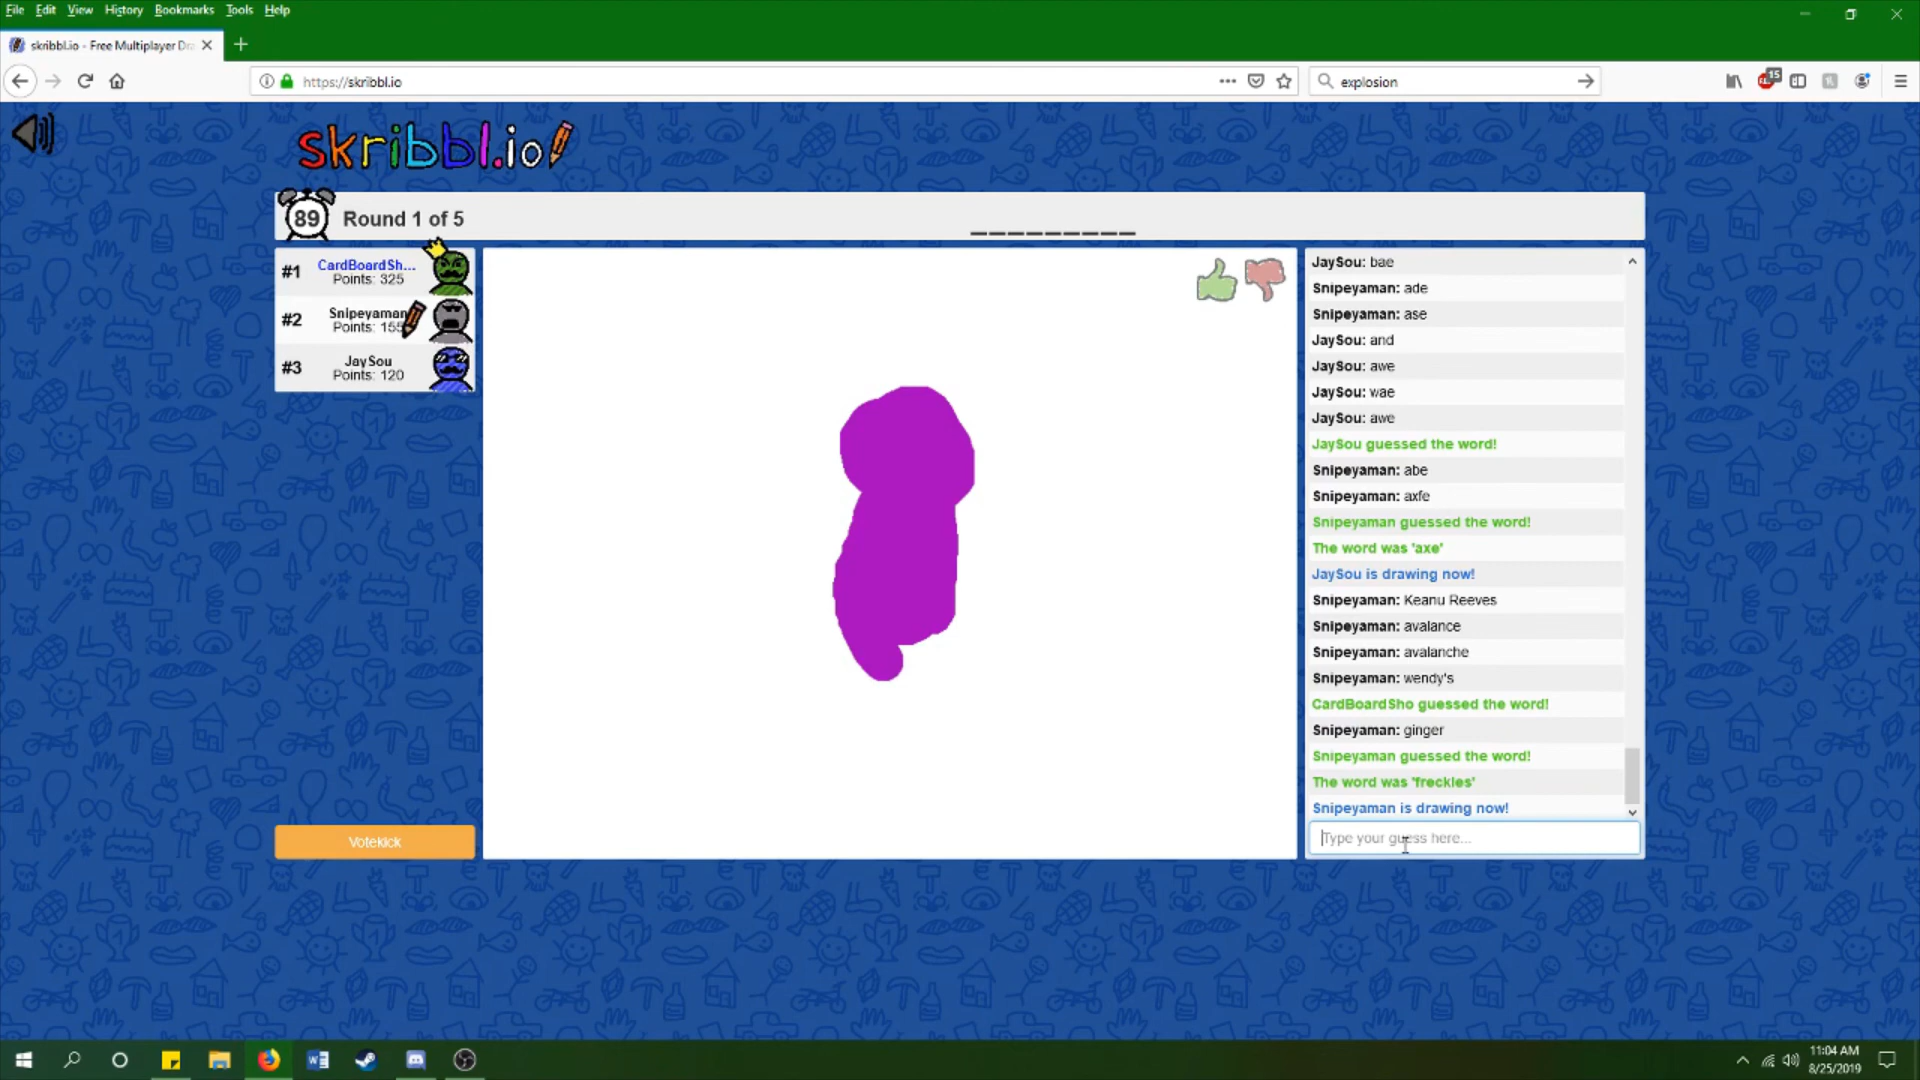 File Edit View History Bookmarks Tools Help
skribbl.io - Free Multiplayer Dra
https://skribbl.io
explosion
15
skribbl.io
89 Round 1 of 5
_________
#1 CardBoardSh... Points: 325
#2 Snipeyaman Points: 155
#3 JaySou Points: 120
Votekick
JaySou: bae
Snipeyaman: ade
Snipeyaman: ase
JaySou: and
JaySou: awe
JaySou: wae
JaySou: awe
JaySou guessed the word!
Snipeyaman: abe
Snipeyaman: axfe
Snipeyaman guessed the word!
The word was 'axe'
JaySou is drawing now!
Snipeyaman: Keanu Reeves
Snipeyaman: avalance
Snipeyaman: avalanche
Snipeyaman: wendy's
CardBoardSho guessed the word!
Snipeyaman: ginger
Snipeyaman guessed the word!
The word was 'freckles'
Snipeyaman is drawing now!
Type your guess here...
11:04 AM
8/25/2019